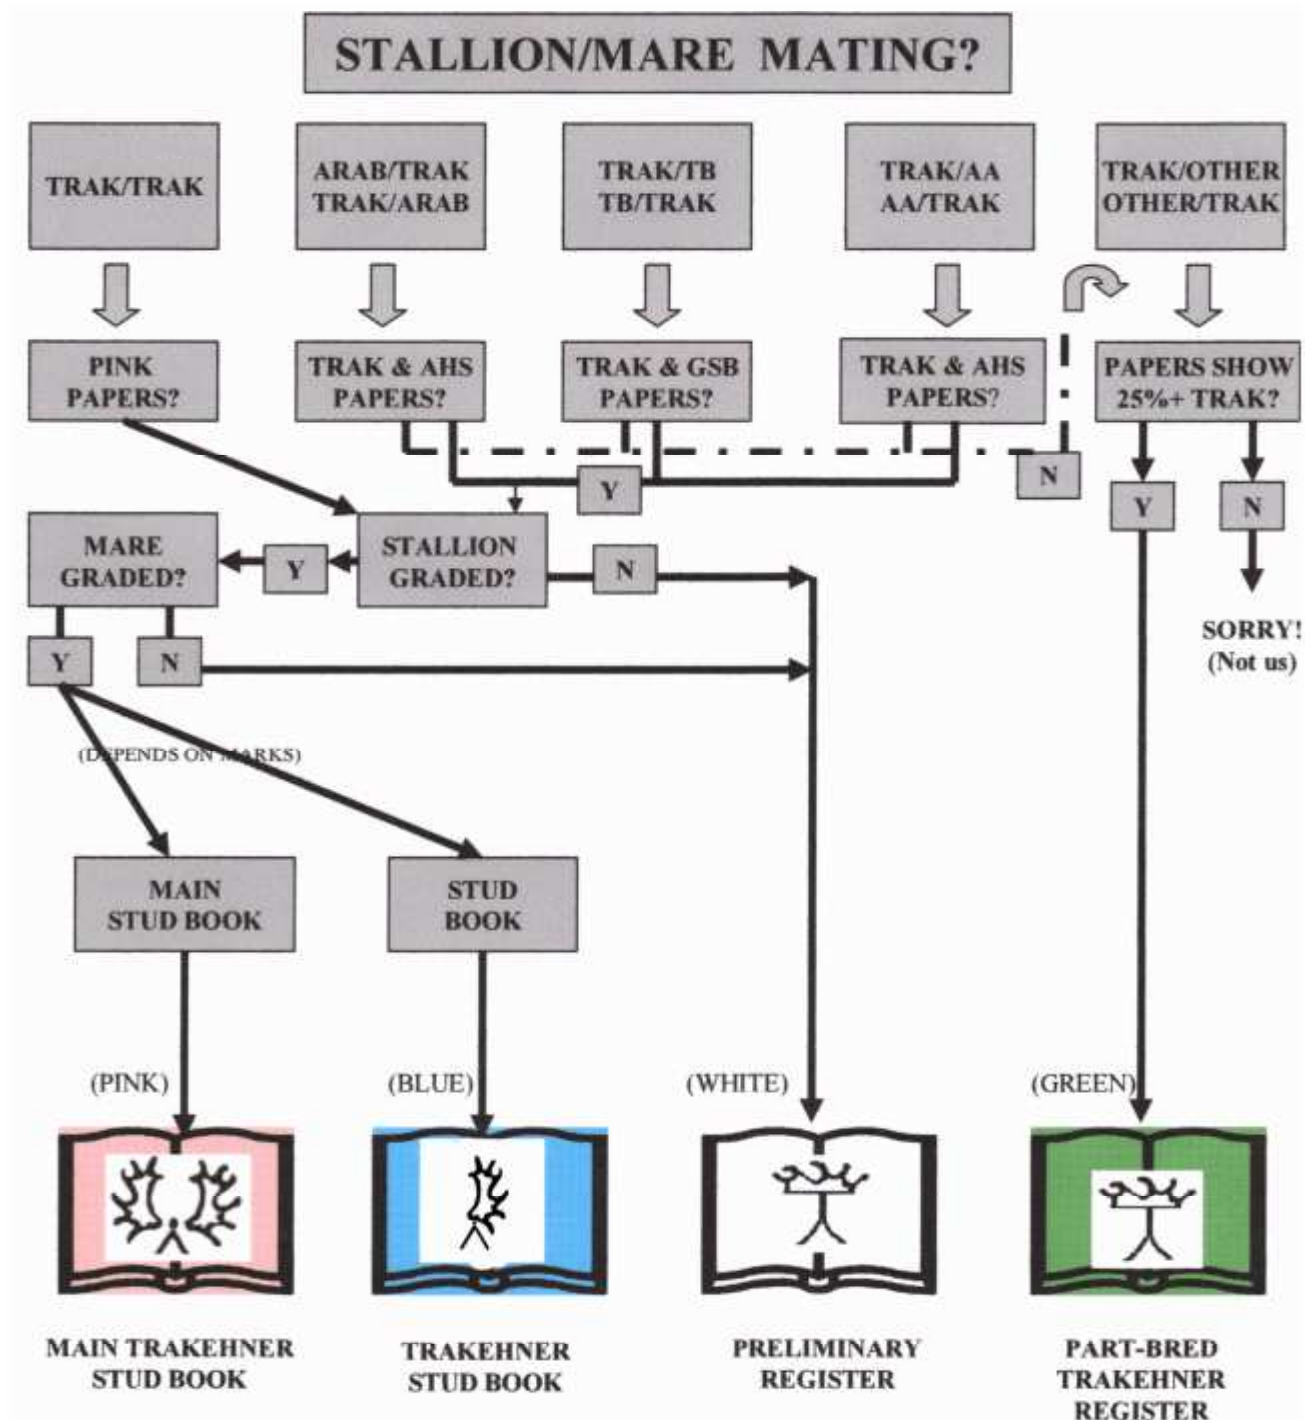 STALLION/MARE MATING?
TRAK/TRAK
ARAB/TRAK
TRAK/ARAB
TRAK/TB
TB/TRAK
TRAK/AA
AA/TRAK
TRAK/OTHER
OTHER/TRAK
PINK
PAPERS?
TRAK & AHS
PAPERS?
TRAK & GSB
PAPERS?
TRAK & AHS
PAPERS?
PAPERS SHOW
25%+ TRAK?
Y
N
Y
N
MARE
GRADED?
Y
STALLION
GRADED?
N
SORRY!
(Not us)
Y
N
(DEPENDS ON MARKS)
MAIN
STUD BOOK
STUD
BOOK
(PINK)
(BLUE)
(WHITE)
(GREEN)
MAIN TRAKEHNER
STUD BOOK
TRAKEHNER
STUD BOOK
PRELIMINARY
REGISTER
PART-BRED
TRAKEHNER
REGISTER